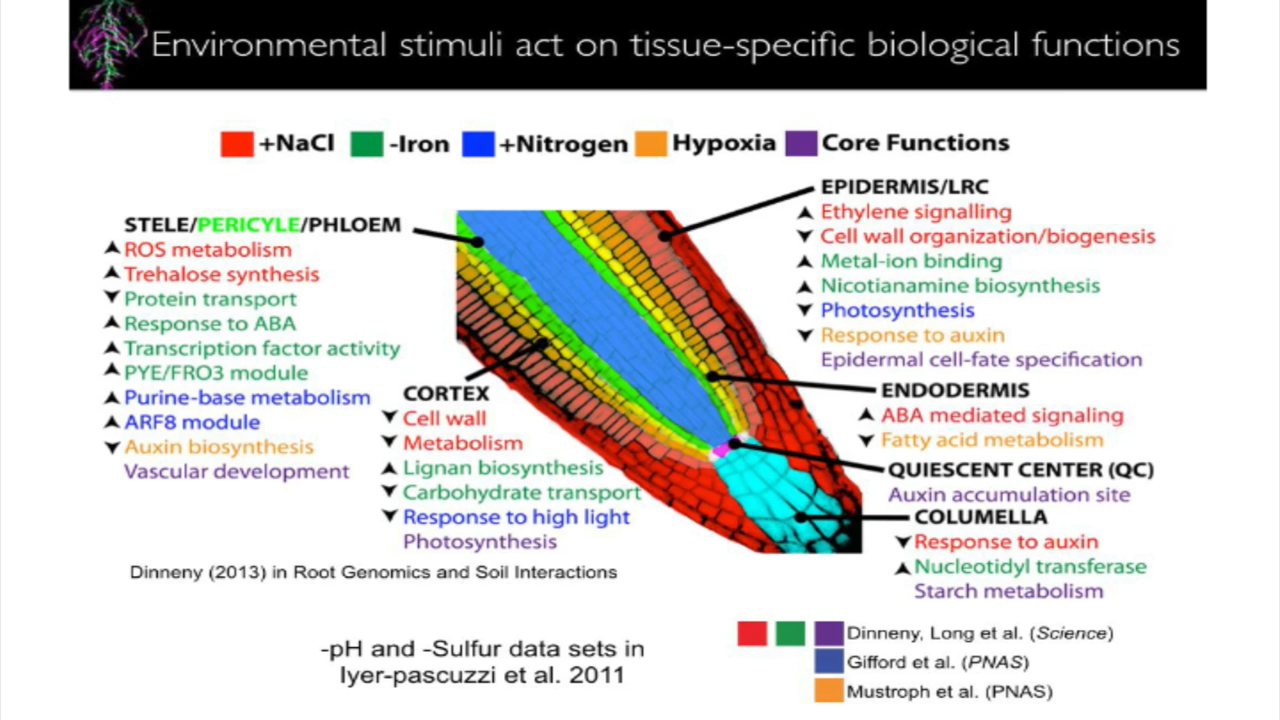 Environmental stimuli act on tissue-specific biological functions
+NaCl -Iron +Nitrogen Hypoxia Core Functions
STELE/PERICYLE/PHLOEM
ROS metabolism
Trehalose synthesis
Protein transport
Response to ABA
Transcription factor activity
PYE/FRO3 module
Purine-base metabolism
ARF8 module
Auxin biosynthesis
Vascular development
CORTEX
Cell wall
Metabolism
Lignan biosynthesis
Carbohydrate transport
Response to high light
Photosynthesis
EPIDERMIS/LRC
Ethylene signalling
Cell wall organization/biogenesis
Metal-ion binding
Nicotianamine biosynthesis
Photosynthesis
Response to auxin
Epidermal cell-fate specification
ENDODERMIS
ABA mediated signaling
Fatty acid metabolism
QUIESCENT CENTER (QC)
Auxin accumulation site
COLUMELLA
Response to auxin
Nucleotidyl transferase
Starch metabolism
Dinneny (2013) in Root Genomics and Soil Interactions
-pH and -Sulfur data sets in
Iyer-pascuzzi et al. 2011
Dinneny, Long et al. (Science)
Gifford et al. (PNAS)
Mustroph et al. (PNAS)